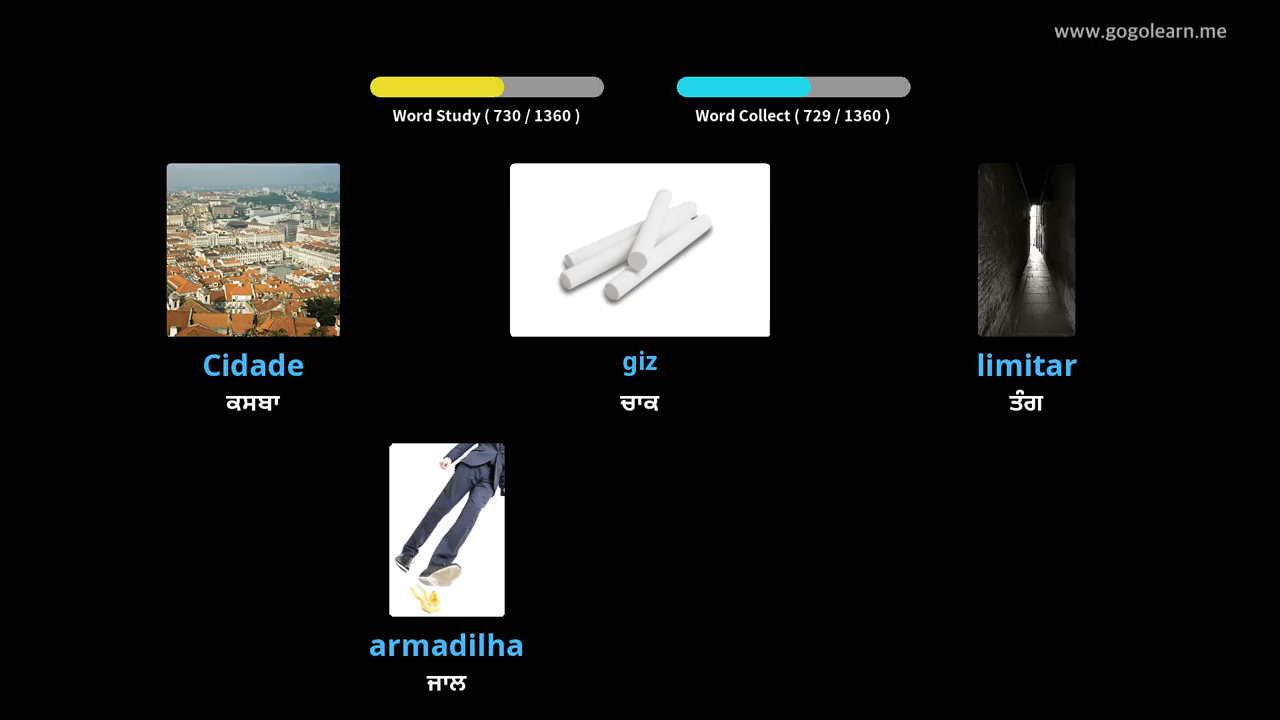 www.gogolearn.me
Word Study ( 730 / 1360 )
Word Collect ( 729 / 1360 )
Cidade
ਕਸਬਾ
giz
ਚਾਕ
limitar
ਤੰਗ
armadilha
ਜਾਲ